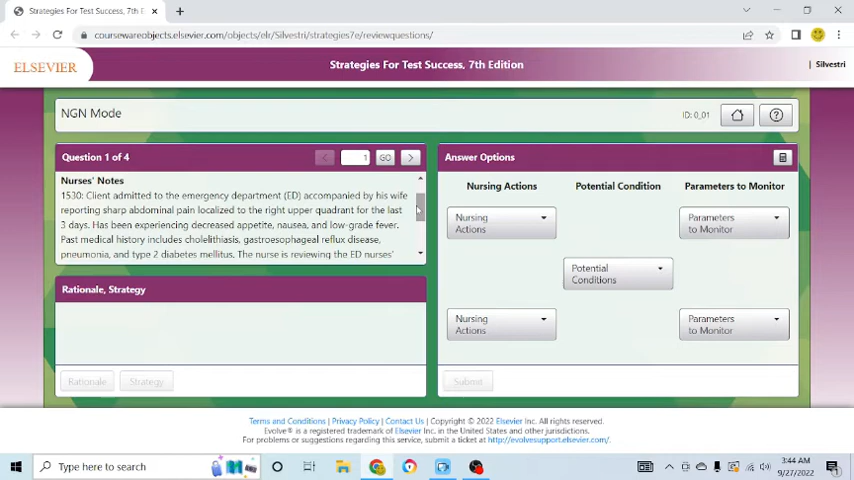 Strategies For Test Success, 7th E
coursewareobjects.elsevier.com/objects/elr/Silvestri/strategies7e/reviewquestions/
ELSEVIER
Strategies For Test Success, 7th Edition
Silvestri
NGN Mode
ID: 0_01
Question 1 of 4
1
GO
Nurses' Notes
1530: Client admitted to the emergency department (ED) accompanied by his wife
reporting sharp abdominal pain localized to the right upper quadrant for the last
3 days. Has been experiencing decreased appetite, nausea, and low-grade fever.
Past medical history includes cholelithiasis, gastroesophageal reflux disease,
pneumonia, and type 2 diabetes mellitus. The nurse is reviewing the ED nurses'
Rationale, Strategy
Rationale
Strategy
Answer Options
Nursing Actions
Potential Condition
Parameters to Monitor
Nursing
Actions
Parameters
to Monitor
Potential
Conditions
Nursing
Actions
Parameters
to Monitor
Submit
Terms and Conditions | Privacy Policy | Contact Us | Copyright © 2022 Elsevier Inc. All rights reserved.
Evolve® is a registered trademark of Elsevier Inc. in the United States and other jurisdictions.
For problems or suggestions regarding this service, submit a ticket at http://evolvesupport.elsevier.com/.
Type here to search
3:44 AM
9/27/2022